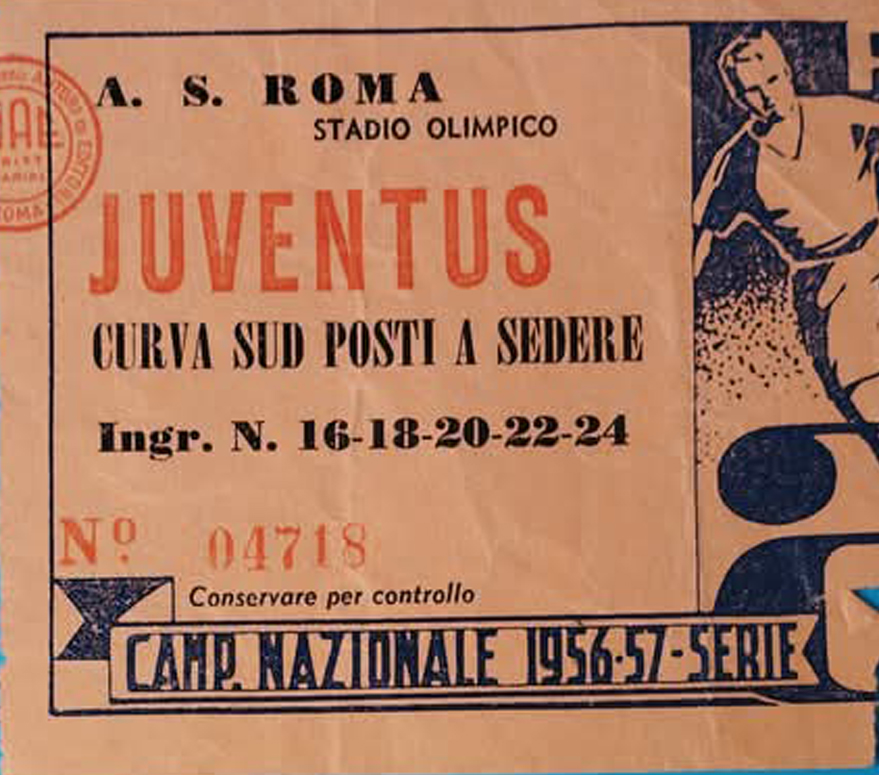 A. S. ROMA
STADIO OLIMPICO
JUVENTUS
CURVA SUD POSTI A SEDERE
Ingr. N. 16-18-20-22-24
Nº 04718
Conservare per controllo
CAMP. NAZIONALE 1956-57-SERIE